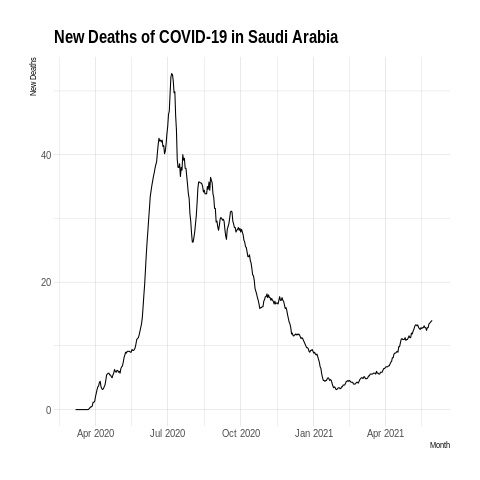 New Deaths of COVID-19 in Saudi Arabia
New Deaths
40
20
0
Apr 2020 Jul 2020 Oct 2020 Jan 2021 Apr 2021
Month